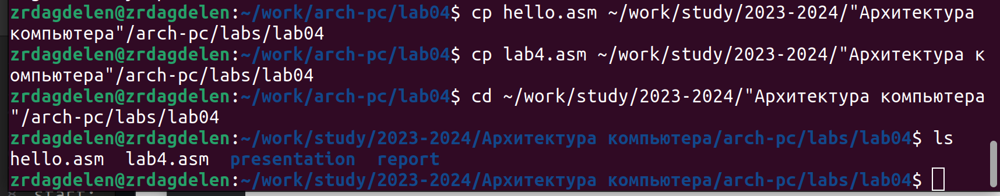 zrdagdelen@zrdagdelen:~/work/arch-pc/lab04$ cp hello.asm ~/work/study/2023-2024/"Архитектура
компьютера"/arch-pc/labs/lab04
zrdagdelen@zrdagdelen:~/work/arch-pc/lab04$ cp lab4.asm ~/work/study/2023-2024/"Архитектура к
омпьютера"/arch-pc/labs/lab04
zrdagdelen@zrdagdelen:~/work/arch-pc/lab04$ cd ~/work/study/2023-2024/"Архитектура компьютера
"/arch-pc/labs/lab04
zrdagdelen@zrdagdelen:~/work/study/2023-2024/Архитектура компьютера/arch-pc/labs/lab04$ ls
hello.asm  lab4.asm  presentation  report
zrdagdelen@zrdagdelen:~/work/study/2023-2024/Архитектура компьютера/arch-pc/labs/lab04$